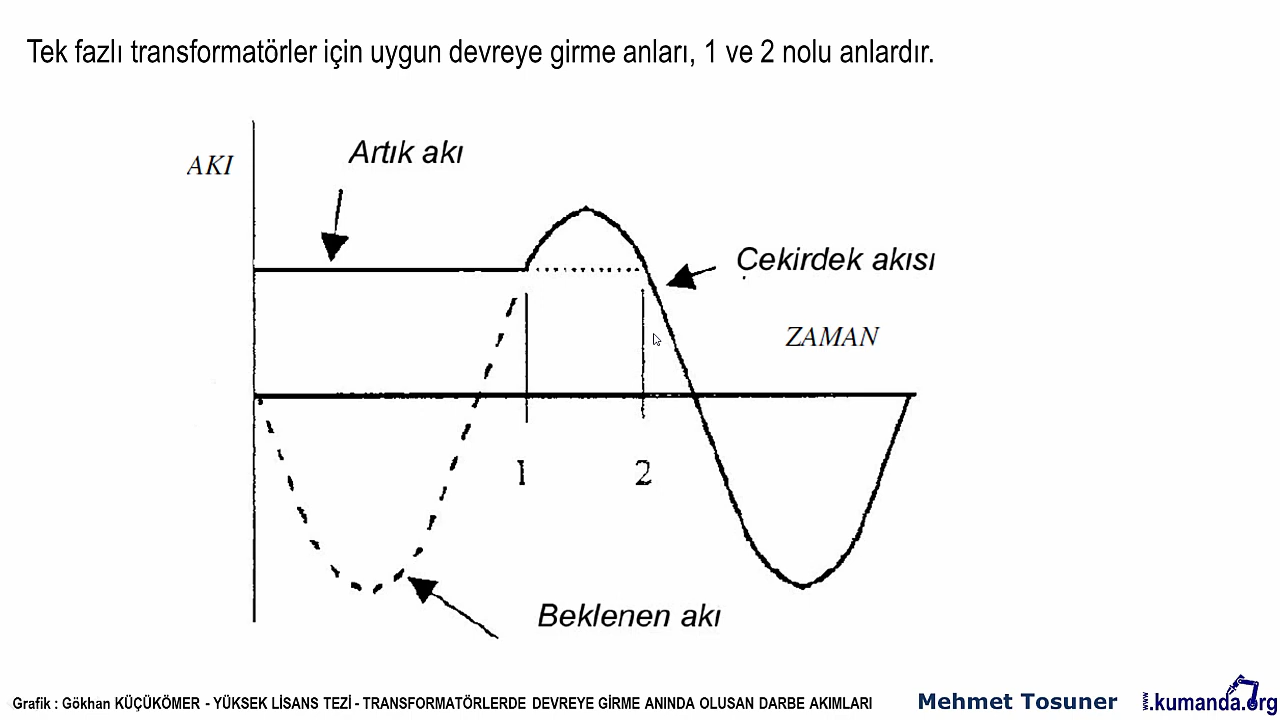 Tek fazlı transformatörler için uygun devreye girme anları, 1 ve 2 nolu anlardır.
Artık akı
AKI
Cekirdek akısı
ZAMAN
1
2
Beklenen akı
Grafik : Gökhan KÜÇÜKÖMER - YÜKSEK LİSANS TEZİ - TRANSFORMATÖRLERDE DEVREYE GİRME ANINDA OLUSAN DARBE AKIMLARI
Mehmet Tosuner
www.kumanda.org